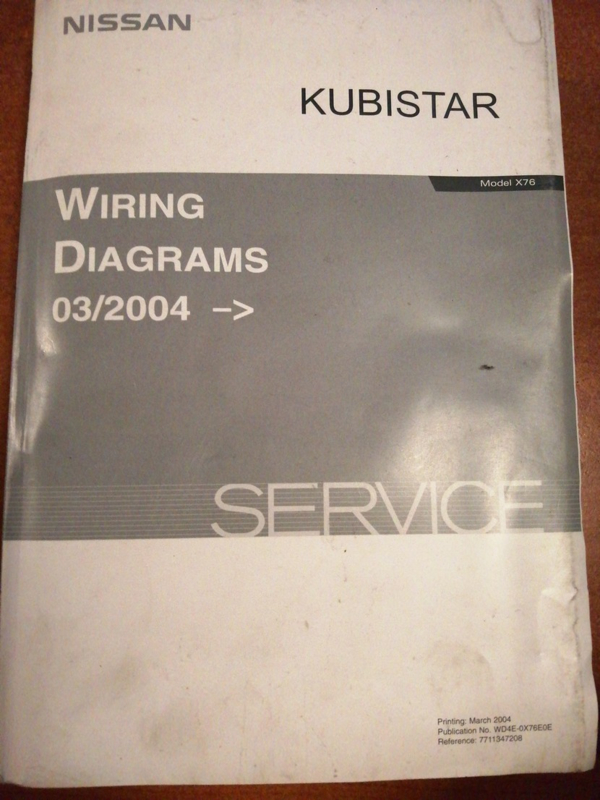 NISSAN
KUBISTAR
Model X76
WIRING
DIAGRAMS
03/2004 –>
SERVICE
Printing: March 2004
Publication No. WD4E-0X76E0E
Reference: 7711347208